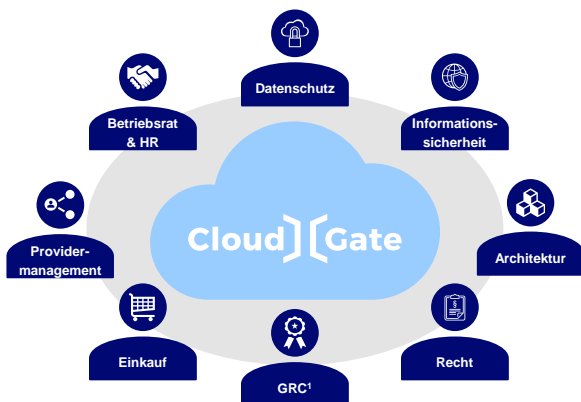 Datenschutz
Betriebsrat
& HR
Informations-
sicherheit
Cloud][Gate
Provider-
management
Architektur
Einkauf
GRC¹
Recht
§